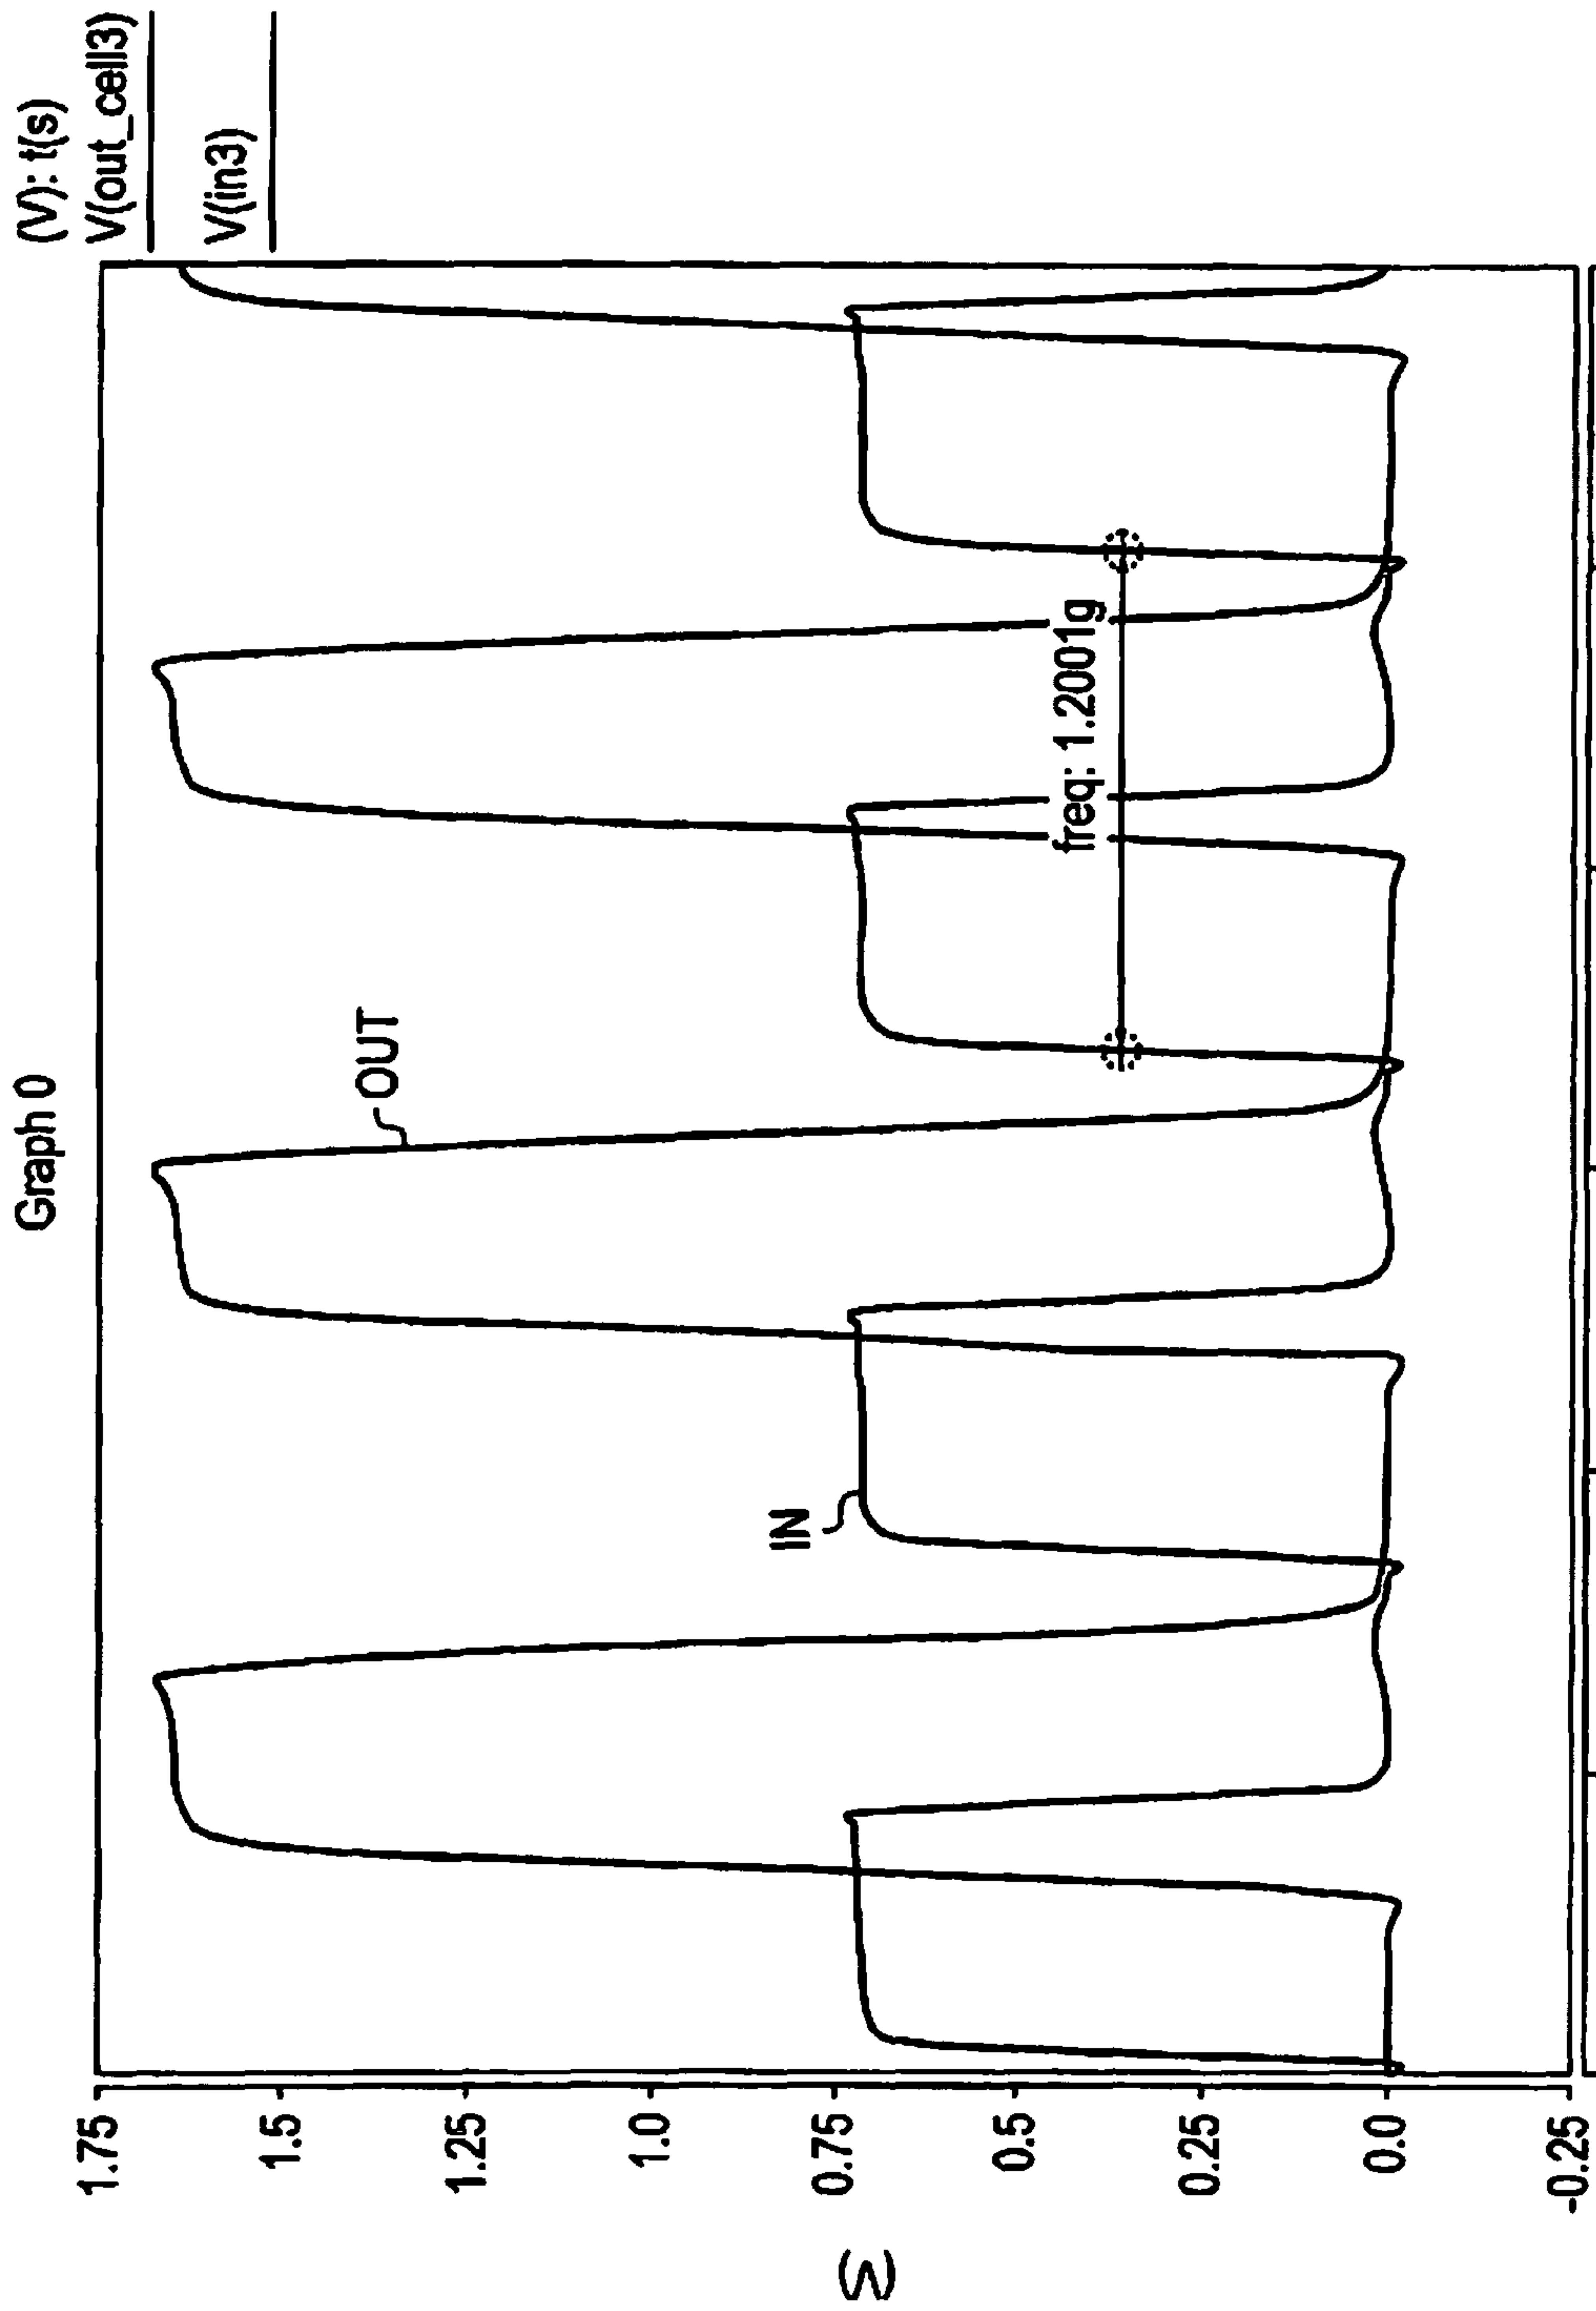 Graph 0
(V): t(s)
V(out_cell3)
V(in3)
1.75
1.5
1.25
1.0
0.75
0.5
0.25
0.0
-0.25
(V)
OUT
IN
freq: 1.2001g